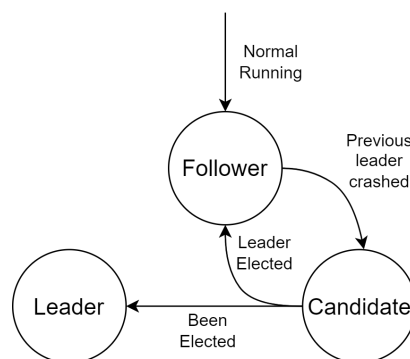 Normal
Running
Previous
leader
crashed
Follower
Leader
Elected
Leader
Candidate
Been
Elected